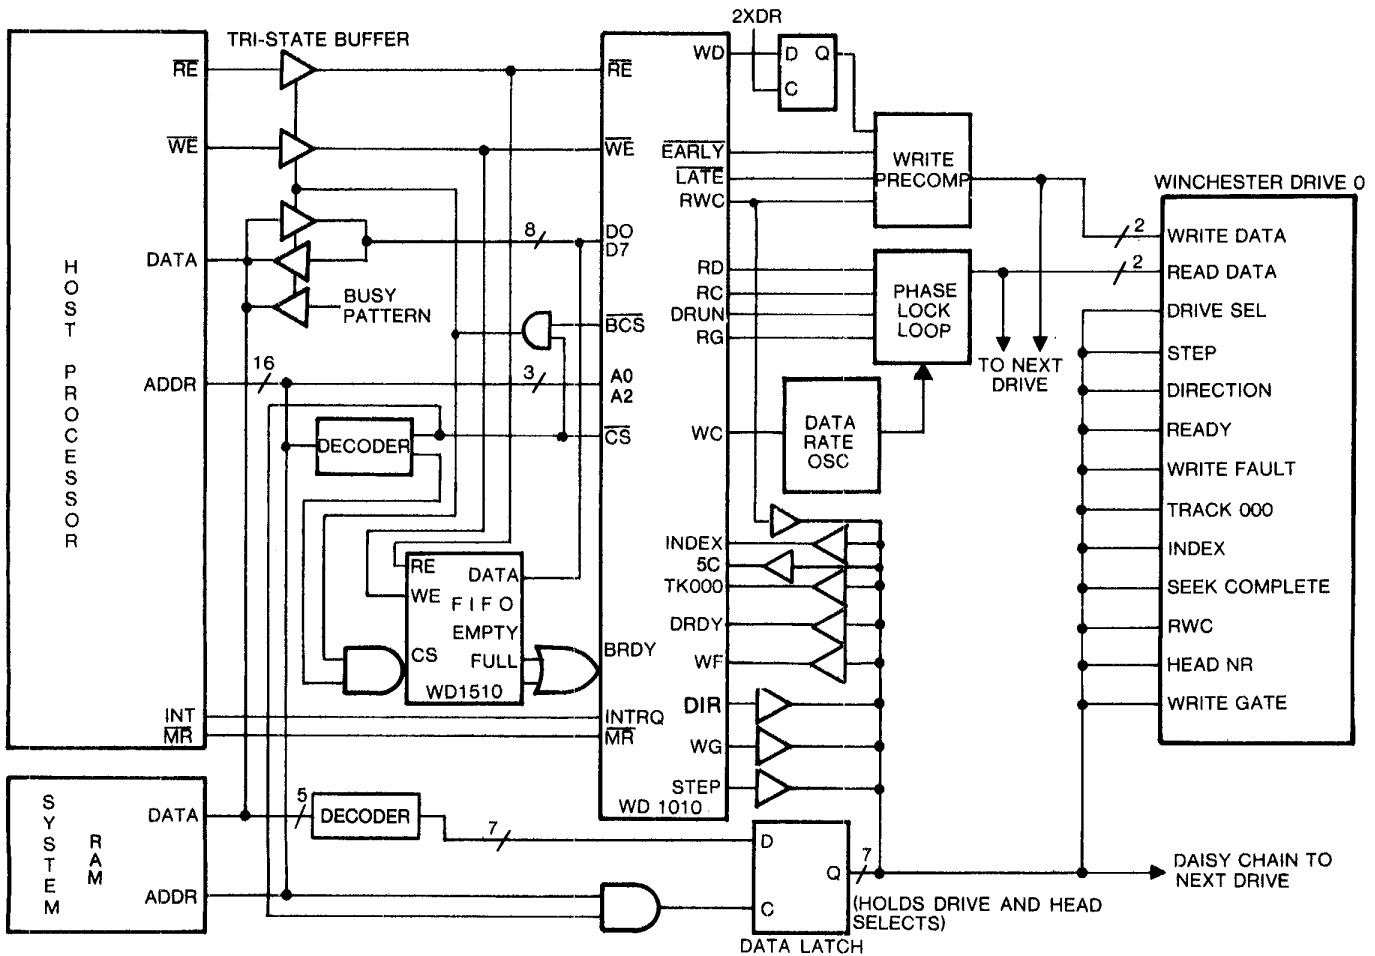 2XDR
TRI-STATE BUFFER
RE
WE
DATA
ADDR
INT
MR
HOST PROCESSOR
BUSY
PATTERN
16
8
3
DECODER
RE
WE
CS
DATA
FIFO
EMPTY
FULL
WD1510
RE
WE
DO
D7
BCS
A0
A2
CS
BRDY
INTRQ
MR
WD
EARLY
LATE
RWC
RD
RC
DRUN
RG
WC
INDEX
5C
TK000
DRDY
WF
DIR
WG
STEP
WD 1010
D
Q
C
WRITE
PRECOMP
PHASE
LOCK
LOOP
DATA
RATE
OSC
TO NEXT
DRIVE
2
2
WINCHESTER DRIVE 0
WRITE DATA
READ DATA
DRIVE SEL
STEP
DIRECTION
READY
WRITE FAULT
TRACK 000
INDEX
SEEK COMPLETE
RWC
HEAD NR
WRITE GATE
SYSTEM
RAM
DATA
ADDR
5
DECODER
7
D
Q
C
7
DATA LATCH
(HOLDS DRIVE AND HEAD
SELECTS)
DAISY CHAIN TO
NEXT DRIVE